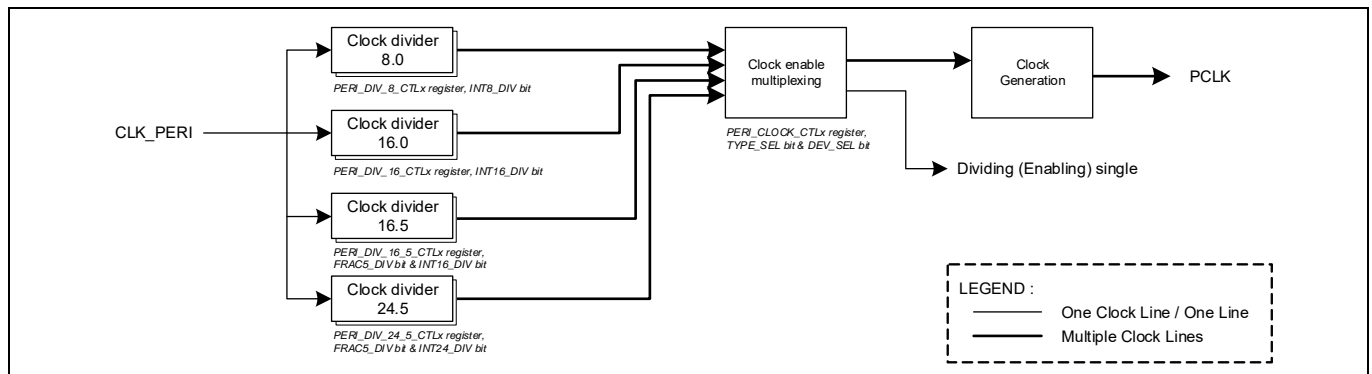 CLK_PERI
Clock divider
8.0
PERI_DIV_8_CTLx register, INT8_DIV bit
Clock divider
16.0
PERI_DIV_16_CTLx register, INT16_DIV bit
Clock divider
16.5
PERI_DIV_16_5_CTLx register,
FRAC5_DIV bit & INT16_DIV bit
Clock divider
24.5
PERI_DIV_24_5_CTLx register,
FRAC5_DIV bit & INT24_DIV bit
Clock enable
multiplexing
PERI_CLOCK_CTLx register,
TYPE_SEL bit & DEV_SEL bit
Clock
Generation
PCLK
Dividing (Enabling) single
LEGEND :
One Clock Line / One Line
Multiple Clock Lines